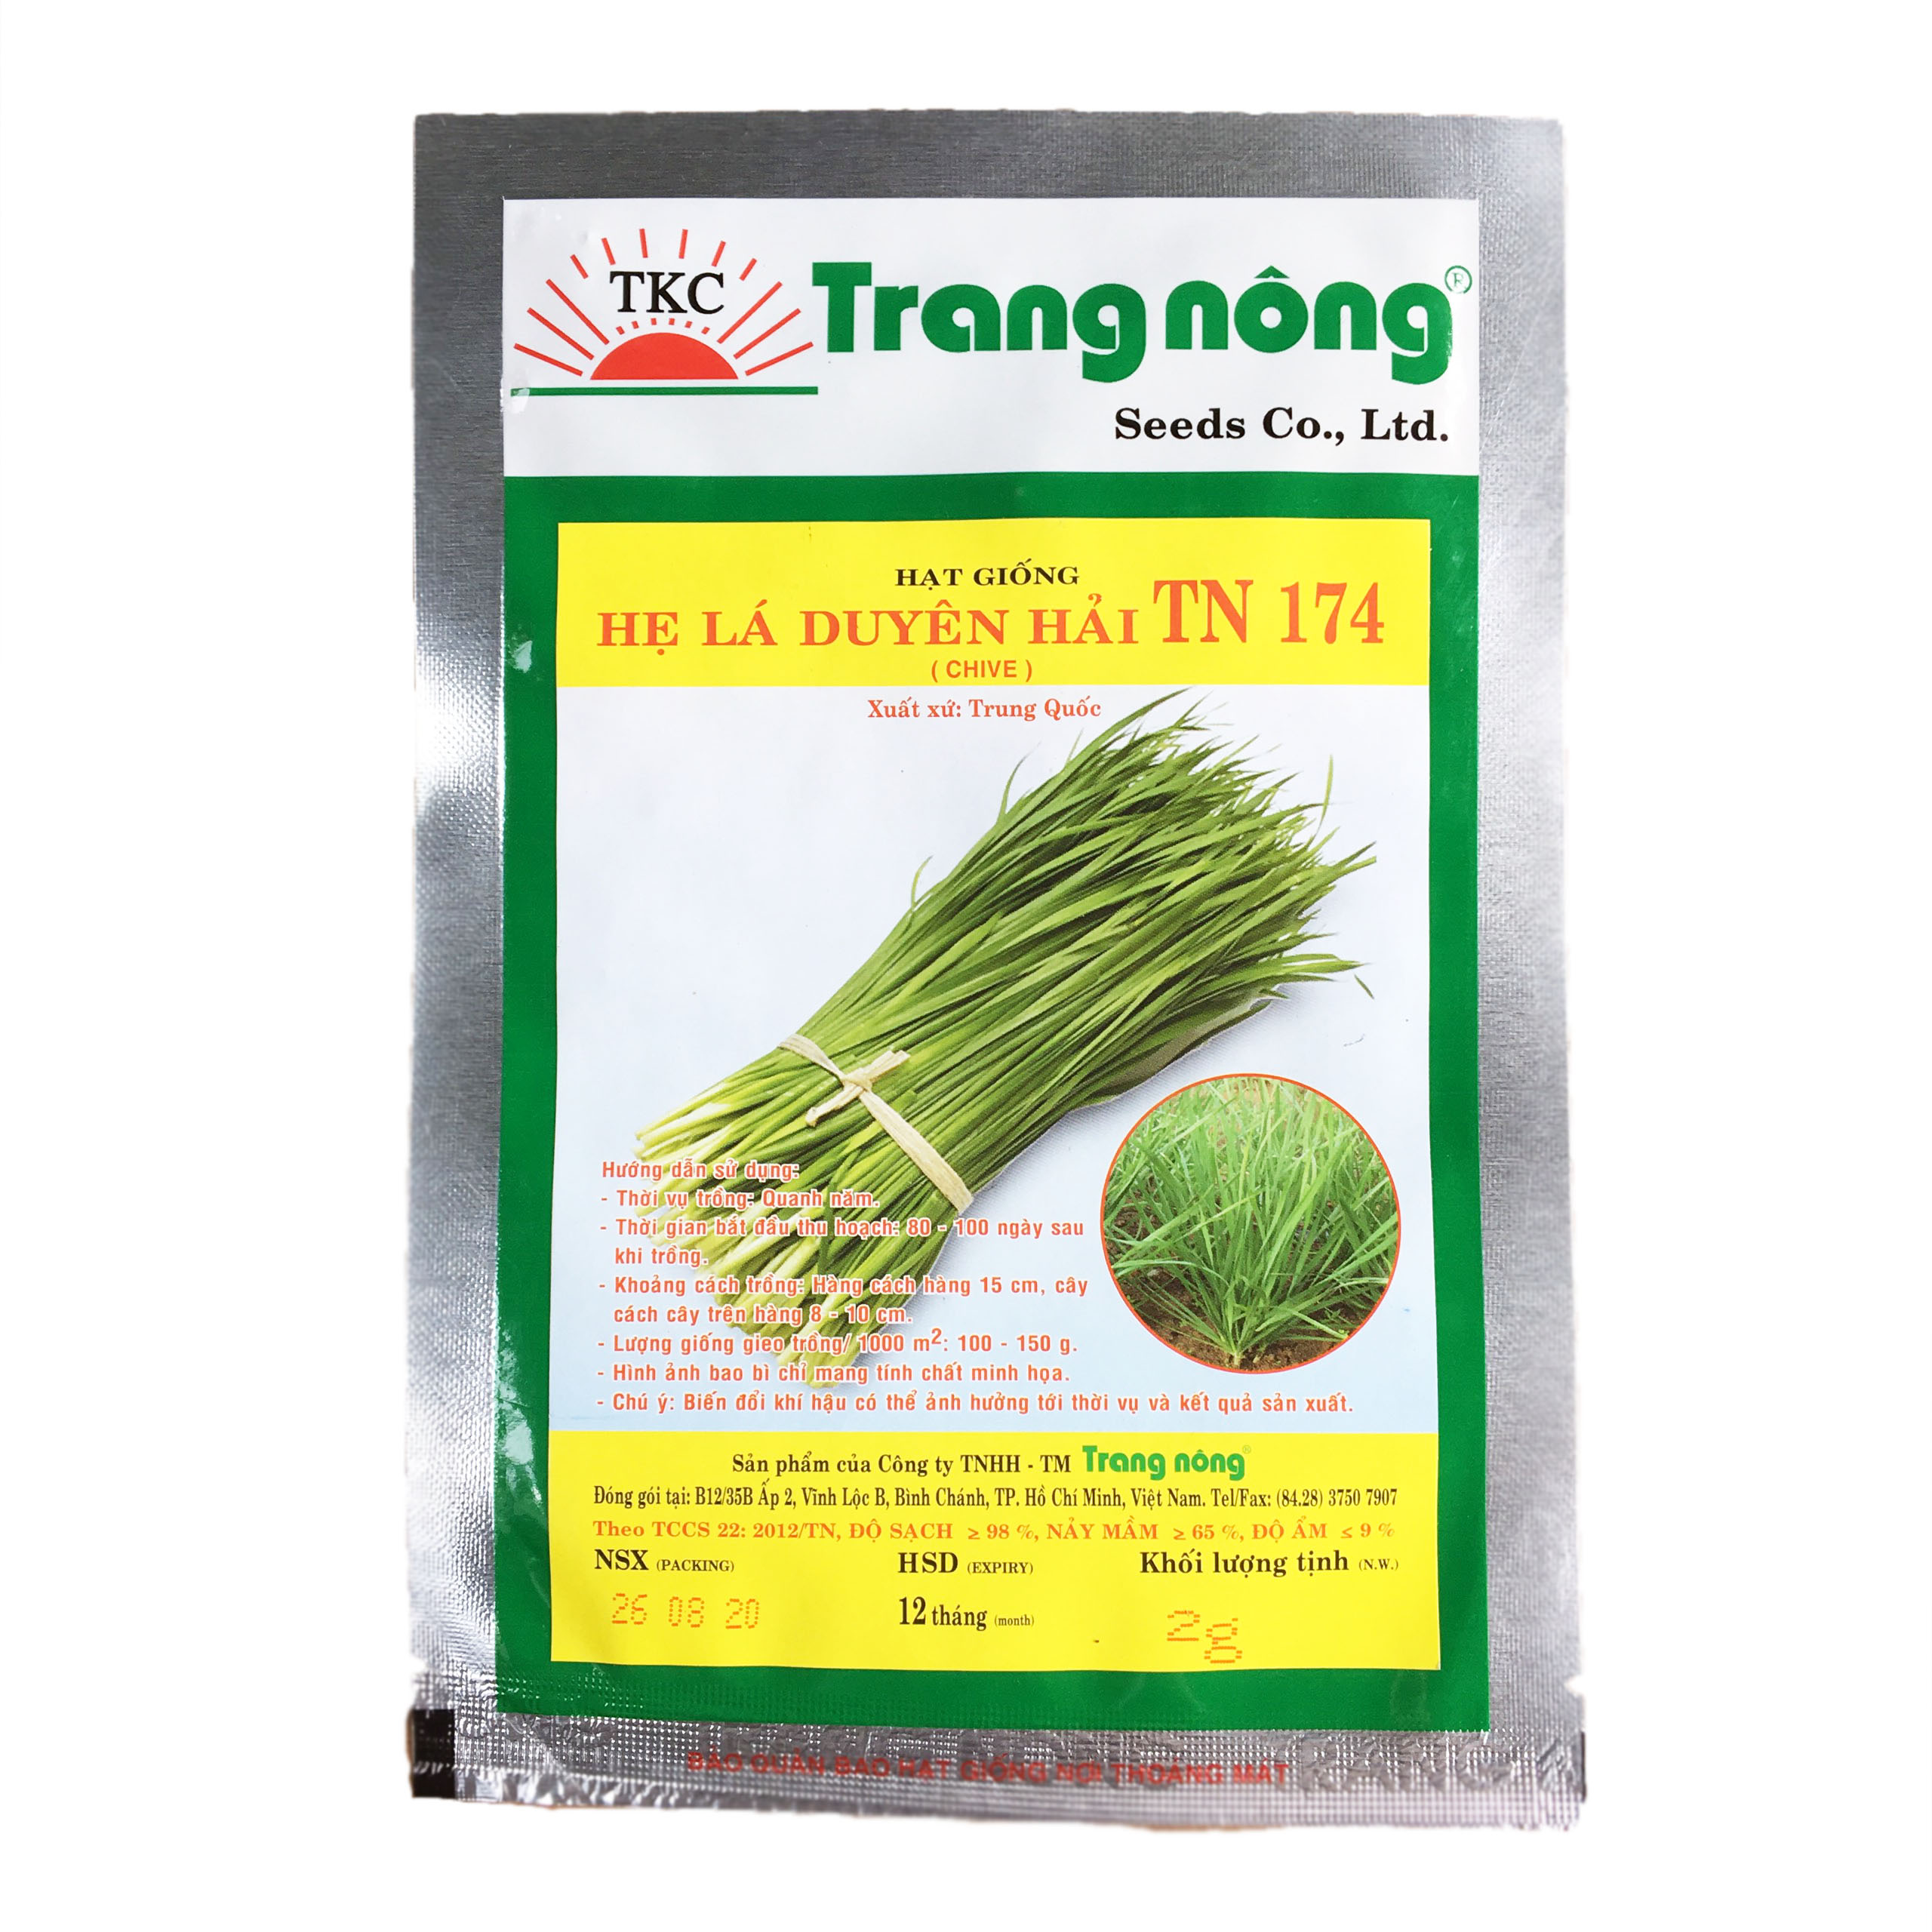 TKC
Trang nông®
Seeds Co., Ltd.
HẠT GIỐNG
HẸ LÁ DUYÊN HẢI TN 174
( CHIVE )
Xuất xứ: Trung Quốc
Hướng dẫn sử dụng:
- Thời vụ trồng: Quanh năm.
- Thời gian bắt đầu thu hoạch: 80 - 100 ngày sau
khi trồng.
- Khoảng cách trồng: Hàng cách hàng 15 cm, cây
cách cây trên hàng 8 - 10 cm.
- Lượng giống gieo trồng/ 1000 m²: 100 - 150 g.
- Hình ảnh bao bì chỉ mang tính chất minh họa.
- Chú ý: Biến đổi khí hậu có thể ảnh hưởng tới thời vụ và kết quả sản xuất.
Sản phẩm của Công ty TNHH - TM Trang nông®
Đóng gói tại: B12/35B Ấp 2, Vĩnh Lộc B, Bình Chánh, TP. Hồ Chí Minh, Việt Nam. Tel/Fax: (84.28) 3750 7907
Theo TCCS 22: 2012/TN, ĐỘ SẠCH ≥ 98 %, NẢY MẦM ≥ 65 %, ĐỘ ẨM ≤ 9 %
NSX (PACKING) HSD (EXPIRY) Khối lượng tịnh (N.W.)
26 08 20 12 tháng (month) 2g
BẢO QUẢN BAO HẠT GIỐNG NƠI THOÁNG MÁT